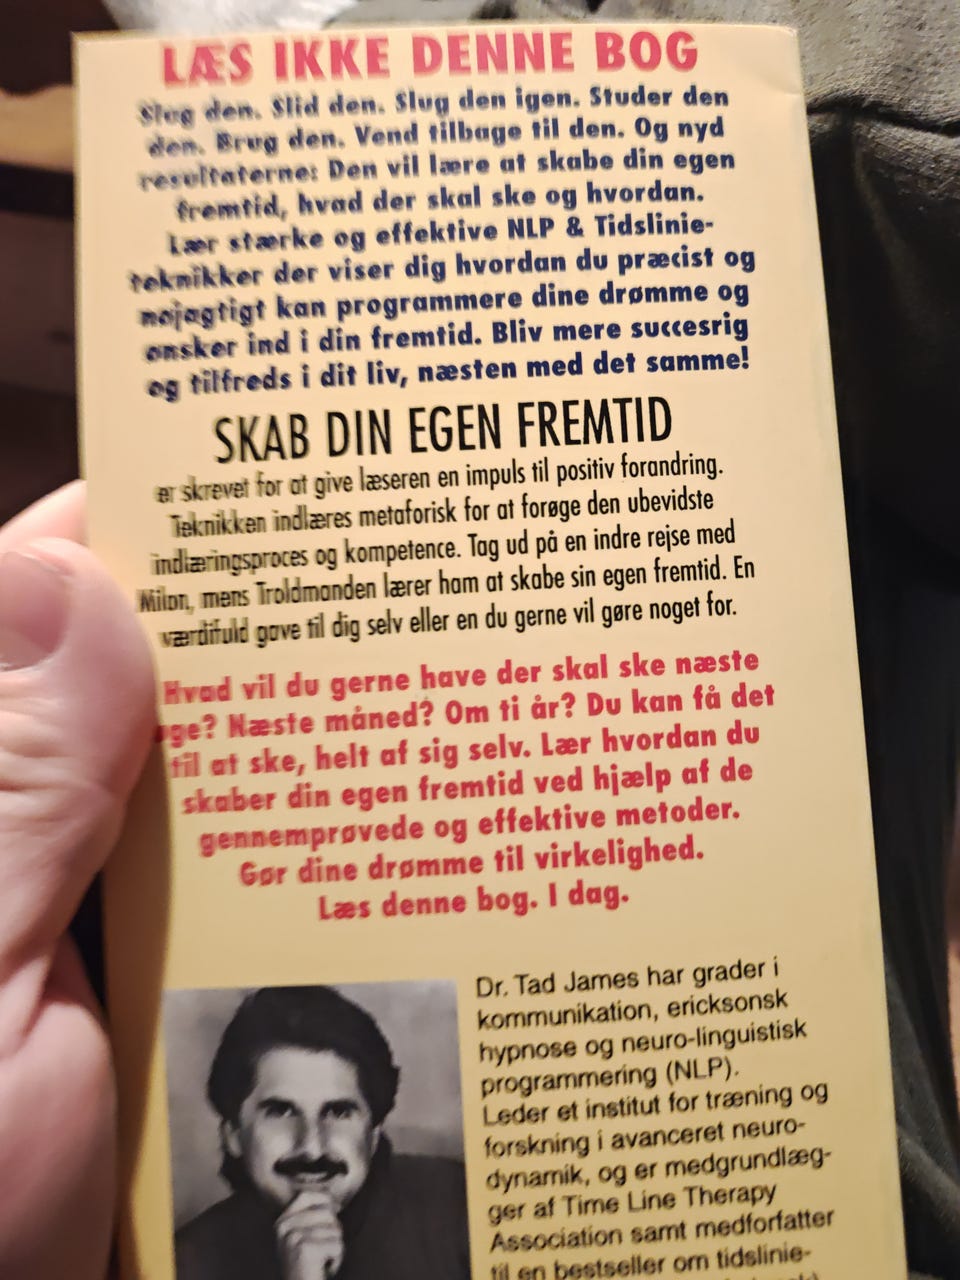 LÆS IKKE DENNE BOG
Slug den. Slid den. Slug den igen. Studer den
den. Brug den. Vend tilbage til den. Og nyd
resultaterne: Den vil lære at skabe din egen
fremtid, hvad der skal ske og hvordan.
Lær stærke og effektive NLP & Tidslinie-
teknikker der viser dig hvordan du præcist og
nøjagtigt kan programmere dine drømme og
ønsker ind i din fremtid. Bliv mere succesrig
og tilfreds i dit liv, næsten med det samme!
SKAB DIN EGEN FREMTID
er skrevet for at give læseren en impuls til positiv forandring.
Teknikken indlæres metaforisk for at forøge den ubevidste
indlæringsproces og kompetence. Tag ud på en indre rejse med
Milon, mens Troldmanden lærer ham at skabe sin egen fremtid. En
værdifuld gave til dig selv eller en du gerne vil gøre noget for.
Hvad vil du gerne have der skal ske næste
uge? Næste måned? Om ti år? Du kan få det
til at ske, helt af sig selv. Lær hvordan du
skaber din egen fremtid ved hjælp af de
gennemprøvede og effektive metoder.
Gør dine drømme til virkelighed.
Læs denne bog. I dag.
Dr. Tad James har grader i
kommunikation, ericksonsk
hypnose og neuro-linguistisk
programmering (NLP).
Leder et institut for træning og
forskning i avanceret neuro-
dynamik, og er medgrundlæg-
ger af Time Line Therapy
Association samt medforfatter
til en bestseller om tidslinie-